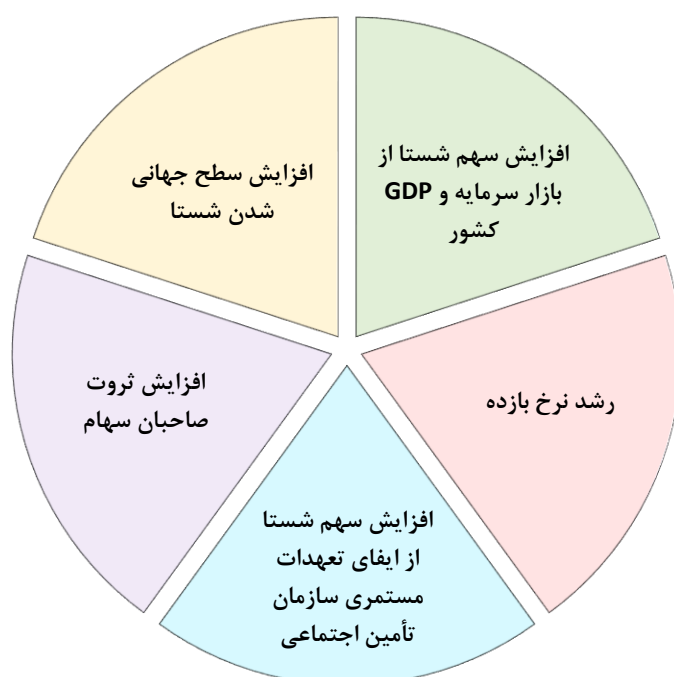 افزایش سهم شستا از
بازار سرمایه و GDP
کشور
رشد نرخ بازده
افزایش سهم شستا
از ایفای تعهدات
مستمری سازمان
تأمین اجتماعی
افزایش ثروت
صاحبان سهام
افزایش سطح جهانی
شدن شستا